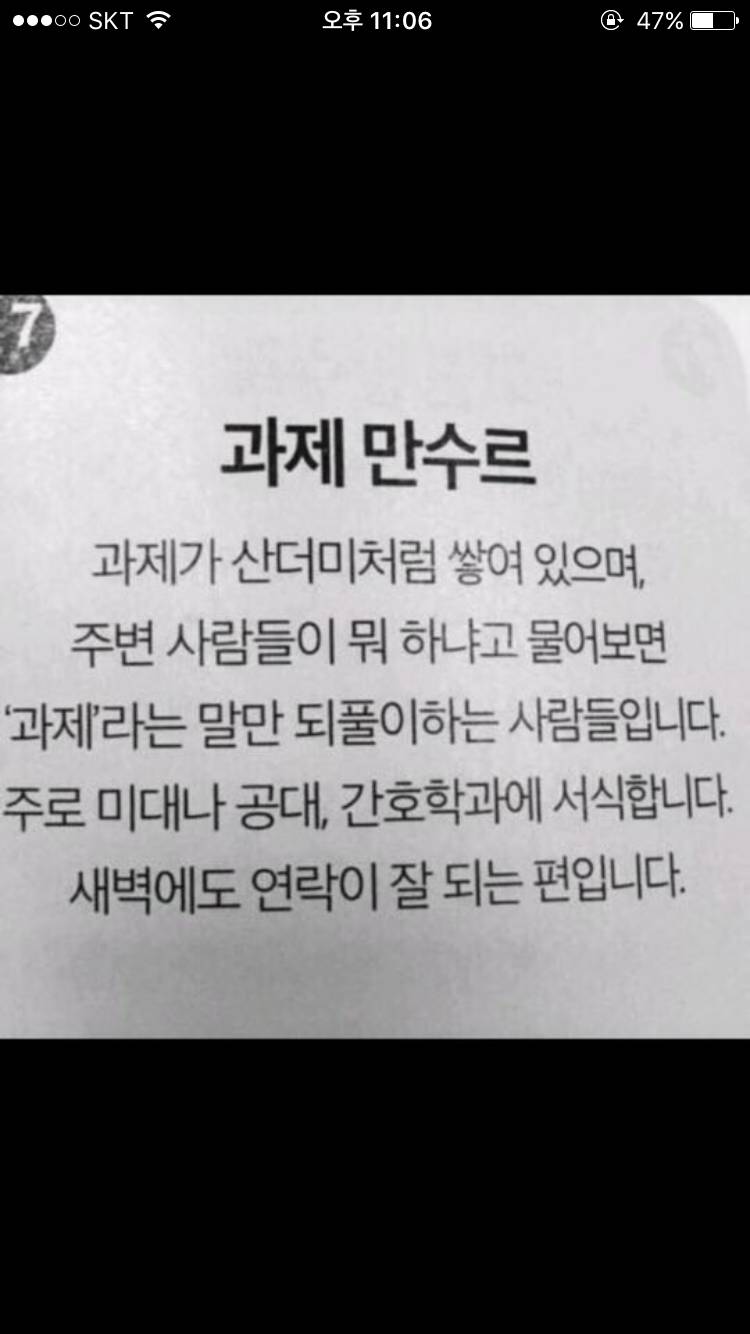 SKT 오후 11:06 47%
7
과제 만수르
과제가 산더미처럼 쌓여 있으며,
주변 사람들이 뭐 하냐고 물어보면
‘과제’라는 말만 되풀이하는 사람들입니다.
주로 미대나 공대, 간호학과에 서식합니다.
새벽에도 연락이 잘 되는 편입니다.